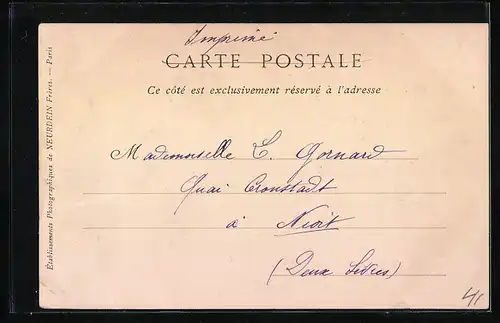 Imprimé
CARTE POSTALE
Ce côté est exclusivement réservé à l'adresse
Mademoiselle E. Gornard
Quai Cronstadt
à Niort
(Deux Sèvres)
Établissements Photographiques de NEURDEIN Frères. — Paris